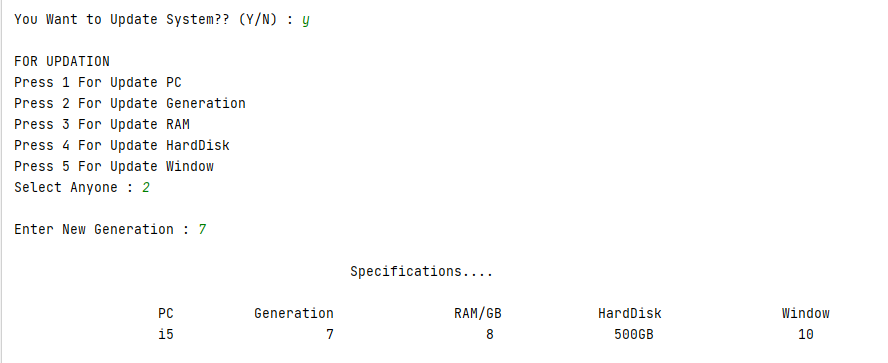 You Want to Update System?? (Y/N) : y
FOR UPDATION
Press 1 For Update PC
Press 2 For Update Generation
Press 3 For Update RAM
Press 4 For Update HardDisk
Press 5 For Update Window
Select Anyone : 2
Enter New Generation : 7
Specifications....
PC Generation RAM/GB HardDisk Window
i5 7 8 500GB 10